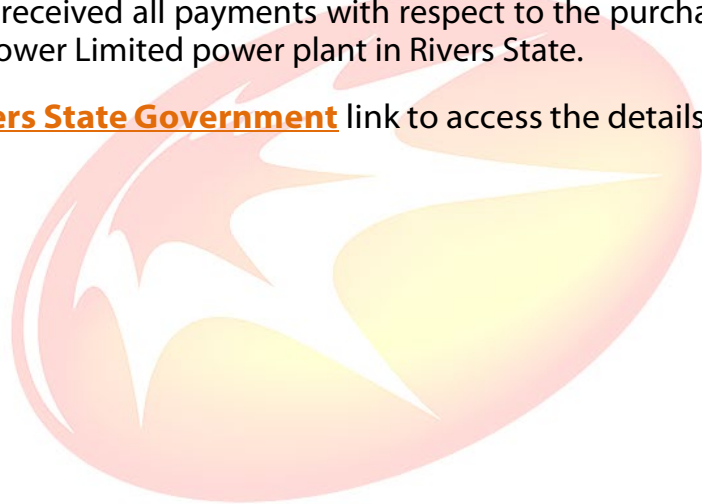 received all payments with respect to the purcha
ower Limited power plant in Rivers State.
ers State Government link to access the details